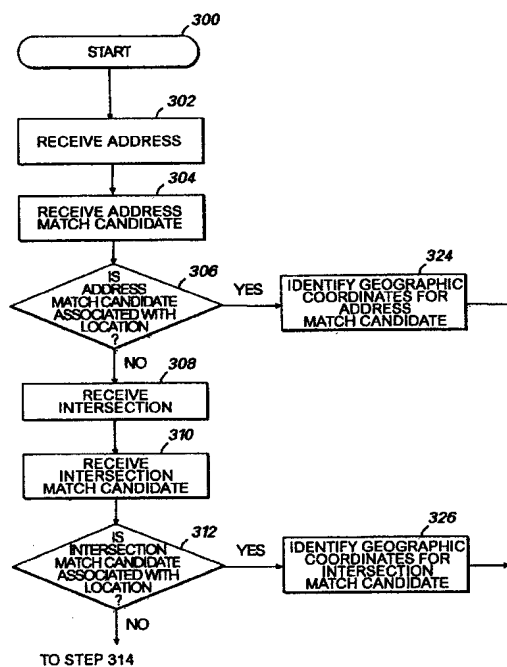 300
START
302
RECEIVE ADDRESS
304
RECEIVE ADDRESS
MATCH CANDIDATE
306
IS
ADDRESS
MATCH CANDIDATE
ASSOCIATED WITH
LOCATION
?
YES
324
IDENTIFY GEOGRAPHIC
COORDINATES FOR
ADDRESS
MATCH CANDIDATE
NO
308
RECEIVE
INTERSECTION
310
RECEIVE
INTERSECTION
MATCH CANDIDATE
312
IS
INTERSECTION
MATCH CANDIDATE
ASSOCIATED WITH
LOCATION
?
YES
326
IDENTIFY GEOGRAPHIC
COORDINATES FOR
INTERSECTION
MATCH CANDIDATE
NO
TO STEP 314